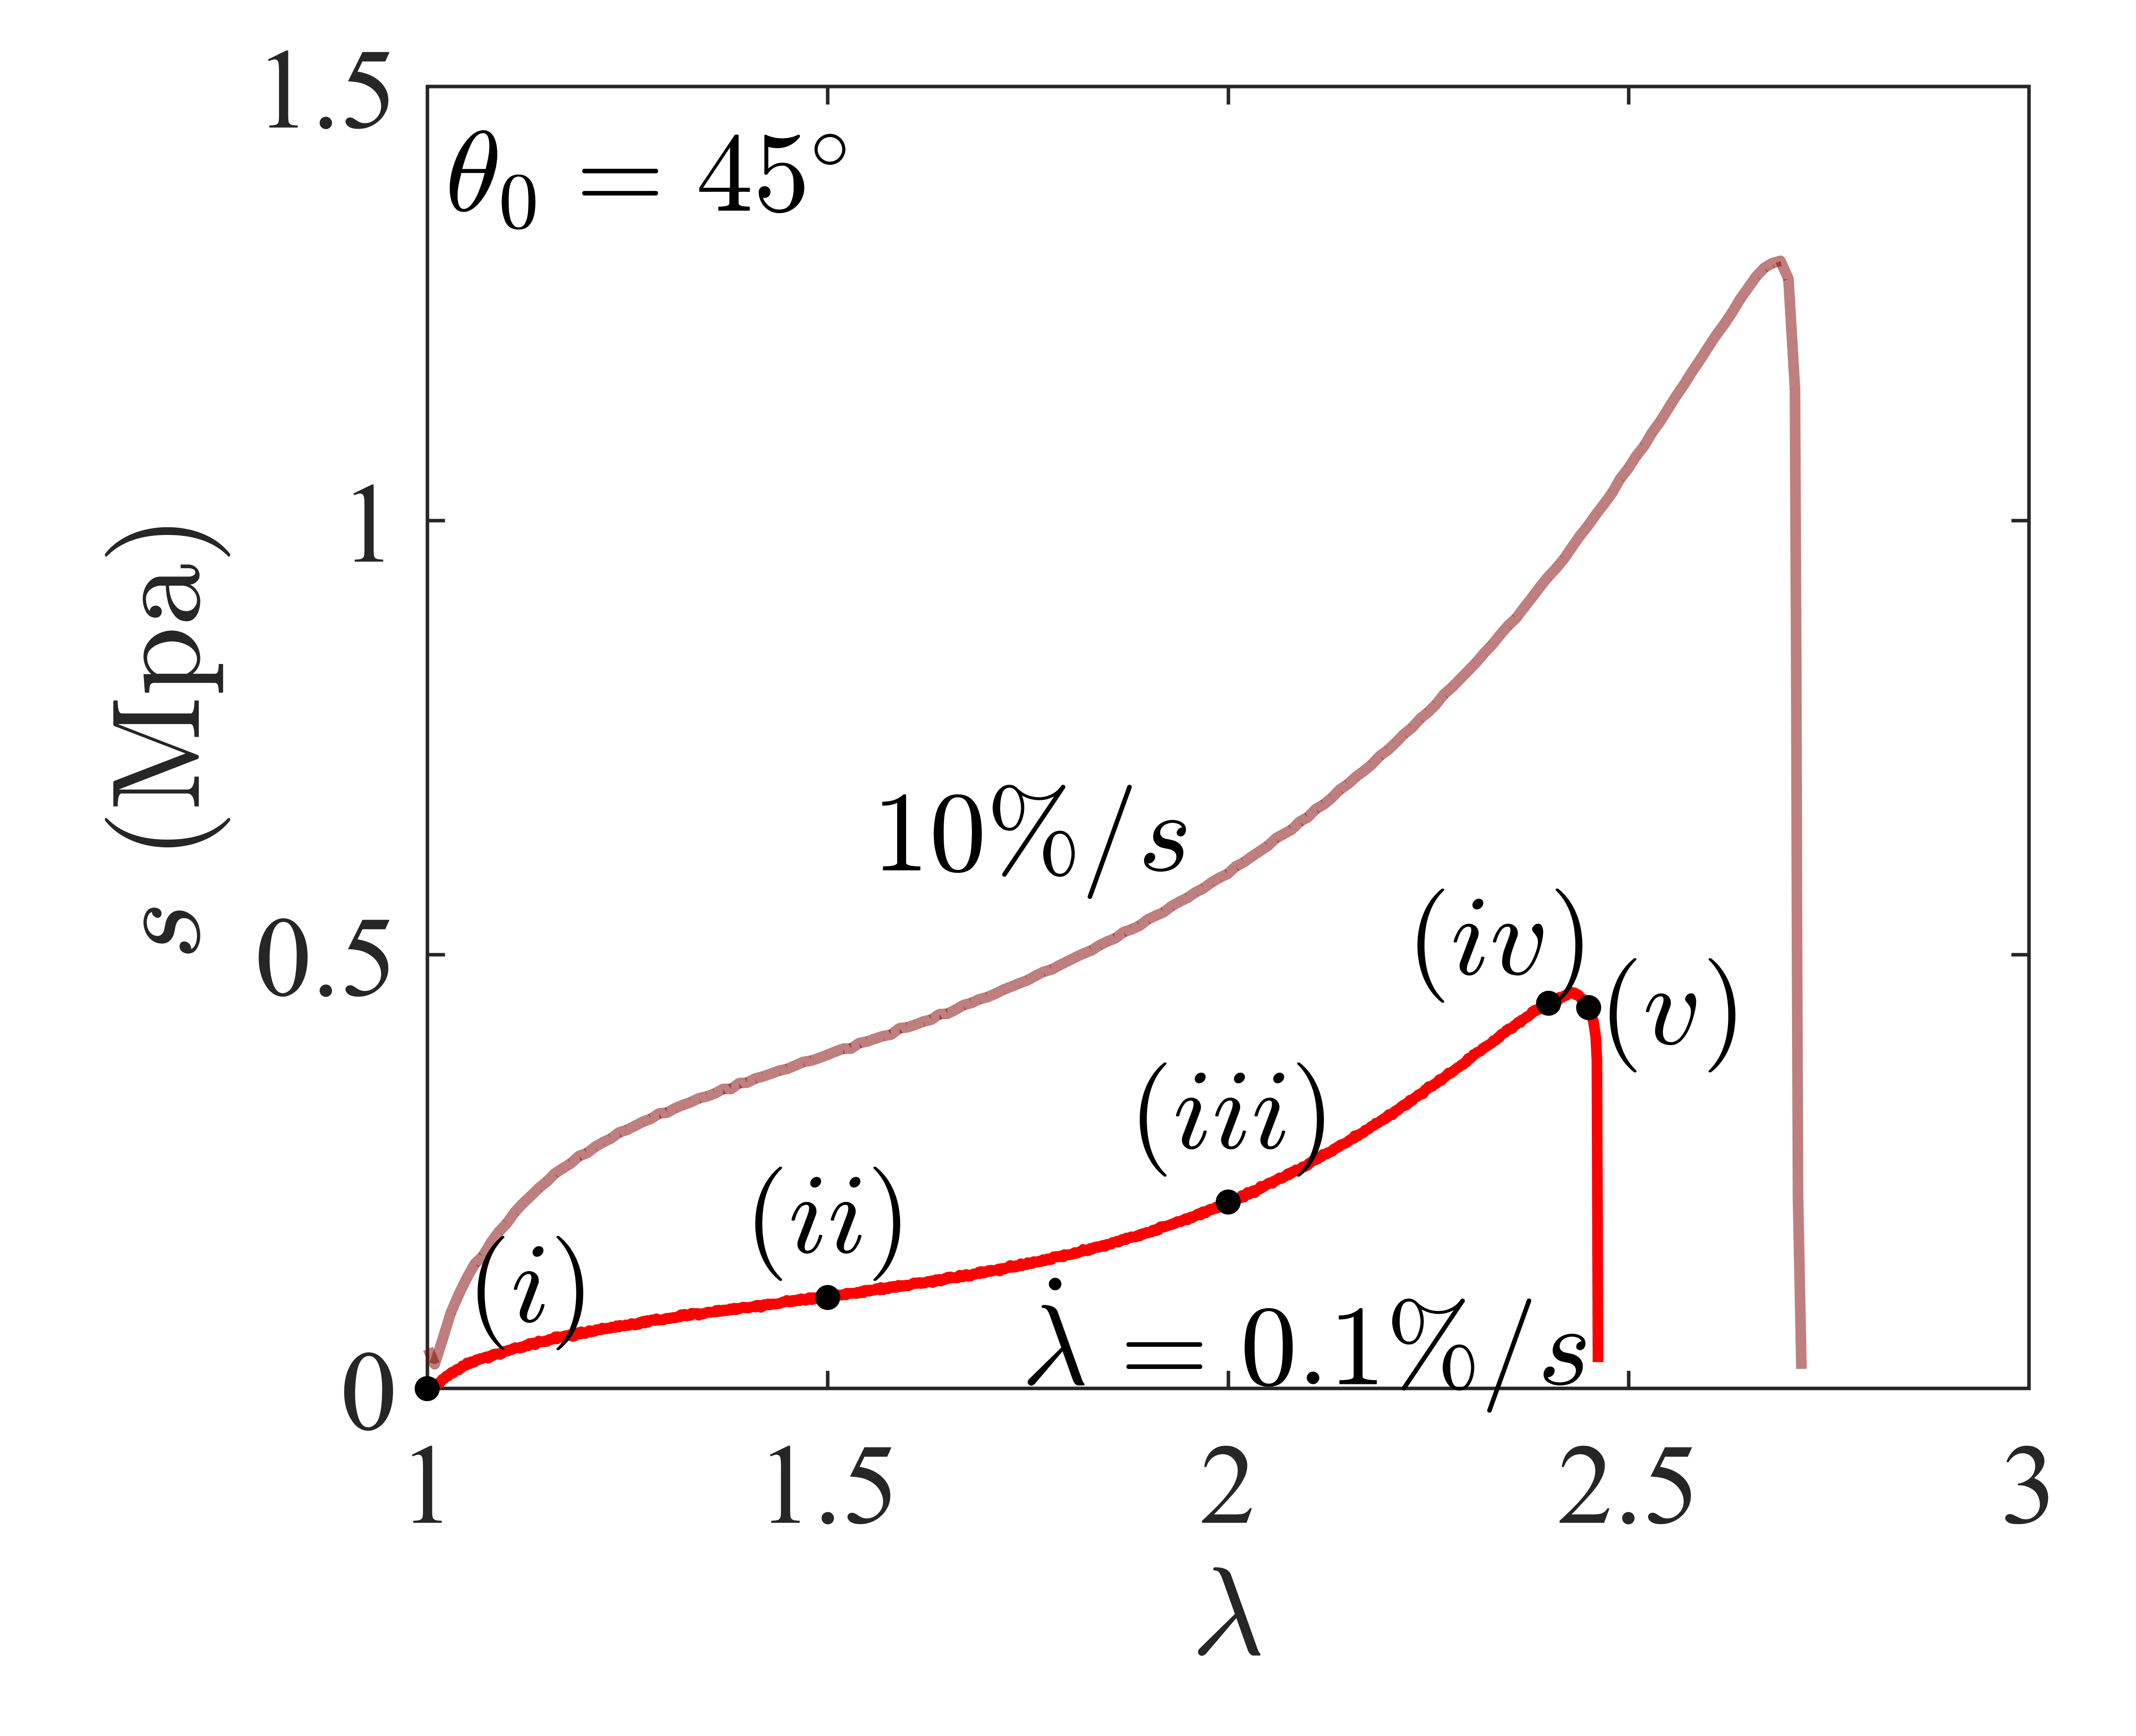 1.5
θ₀ = 45°
1
s (Mpa)
10%/s
0.5
(iv)
(v)
(iii)
(ii)
(i)
λ̇ = 0.1%/s
0
1 1.5 2 2.5 3
λ